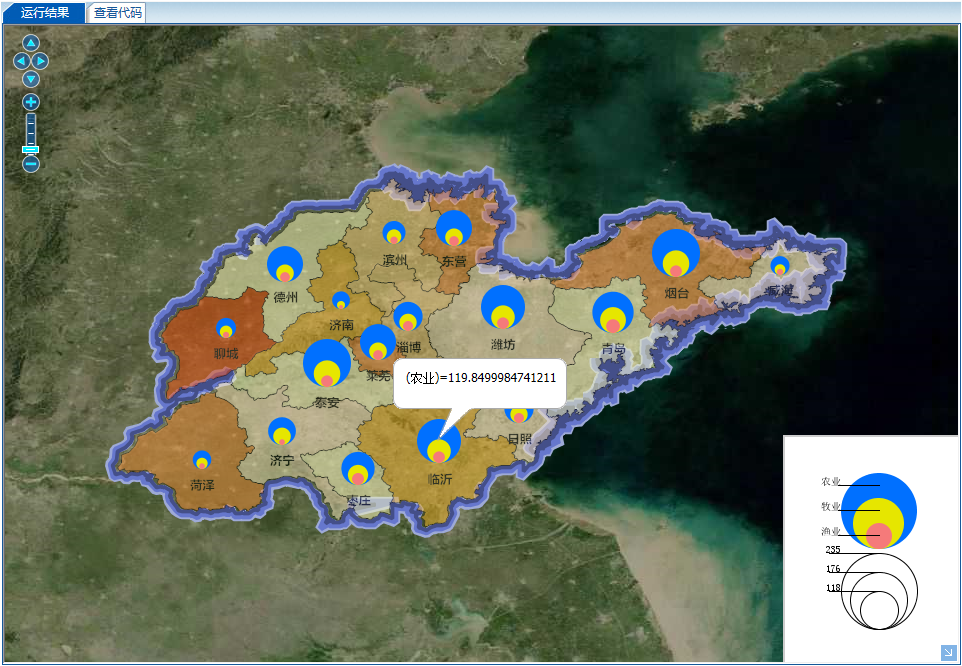 运行结果 查看代码
滨州
东营
烟台
威海
德州
济南
聊城
淄博
潍坊
青岛
莱芜
(农业)=119.8499984741211
泰安
日照
济宁
临沂
菏泽
枣庄
农业
牧业
渔业
235
176
118